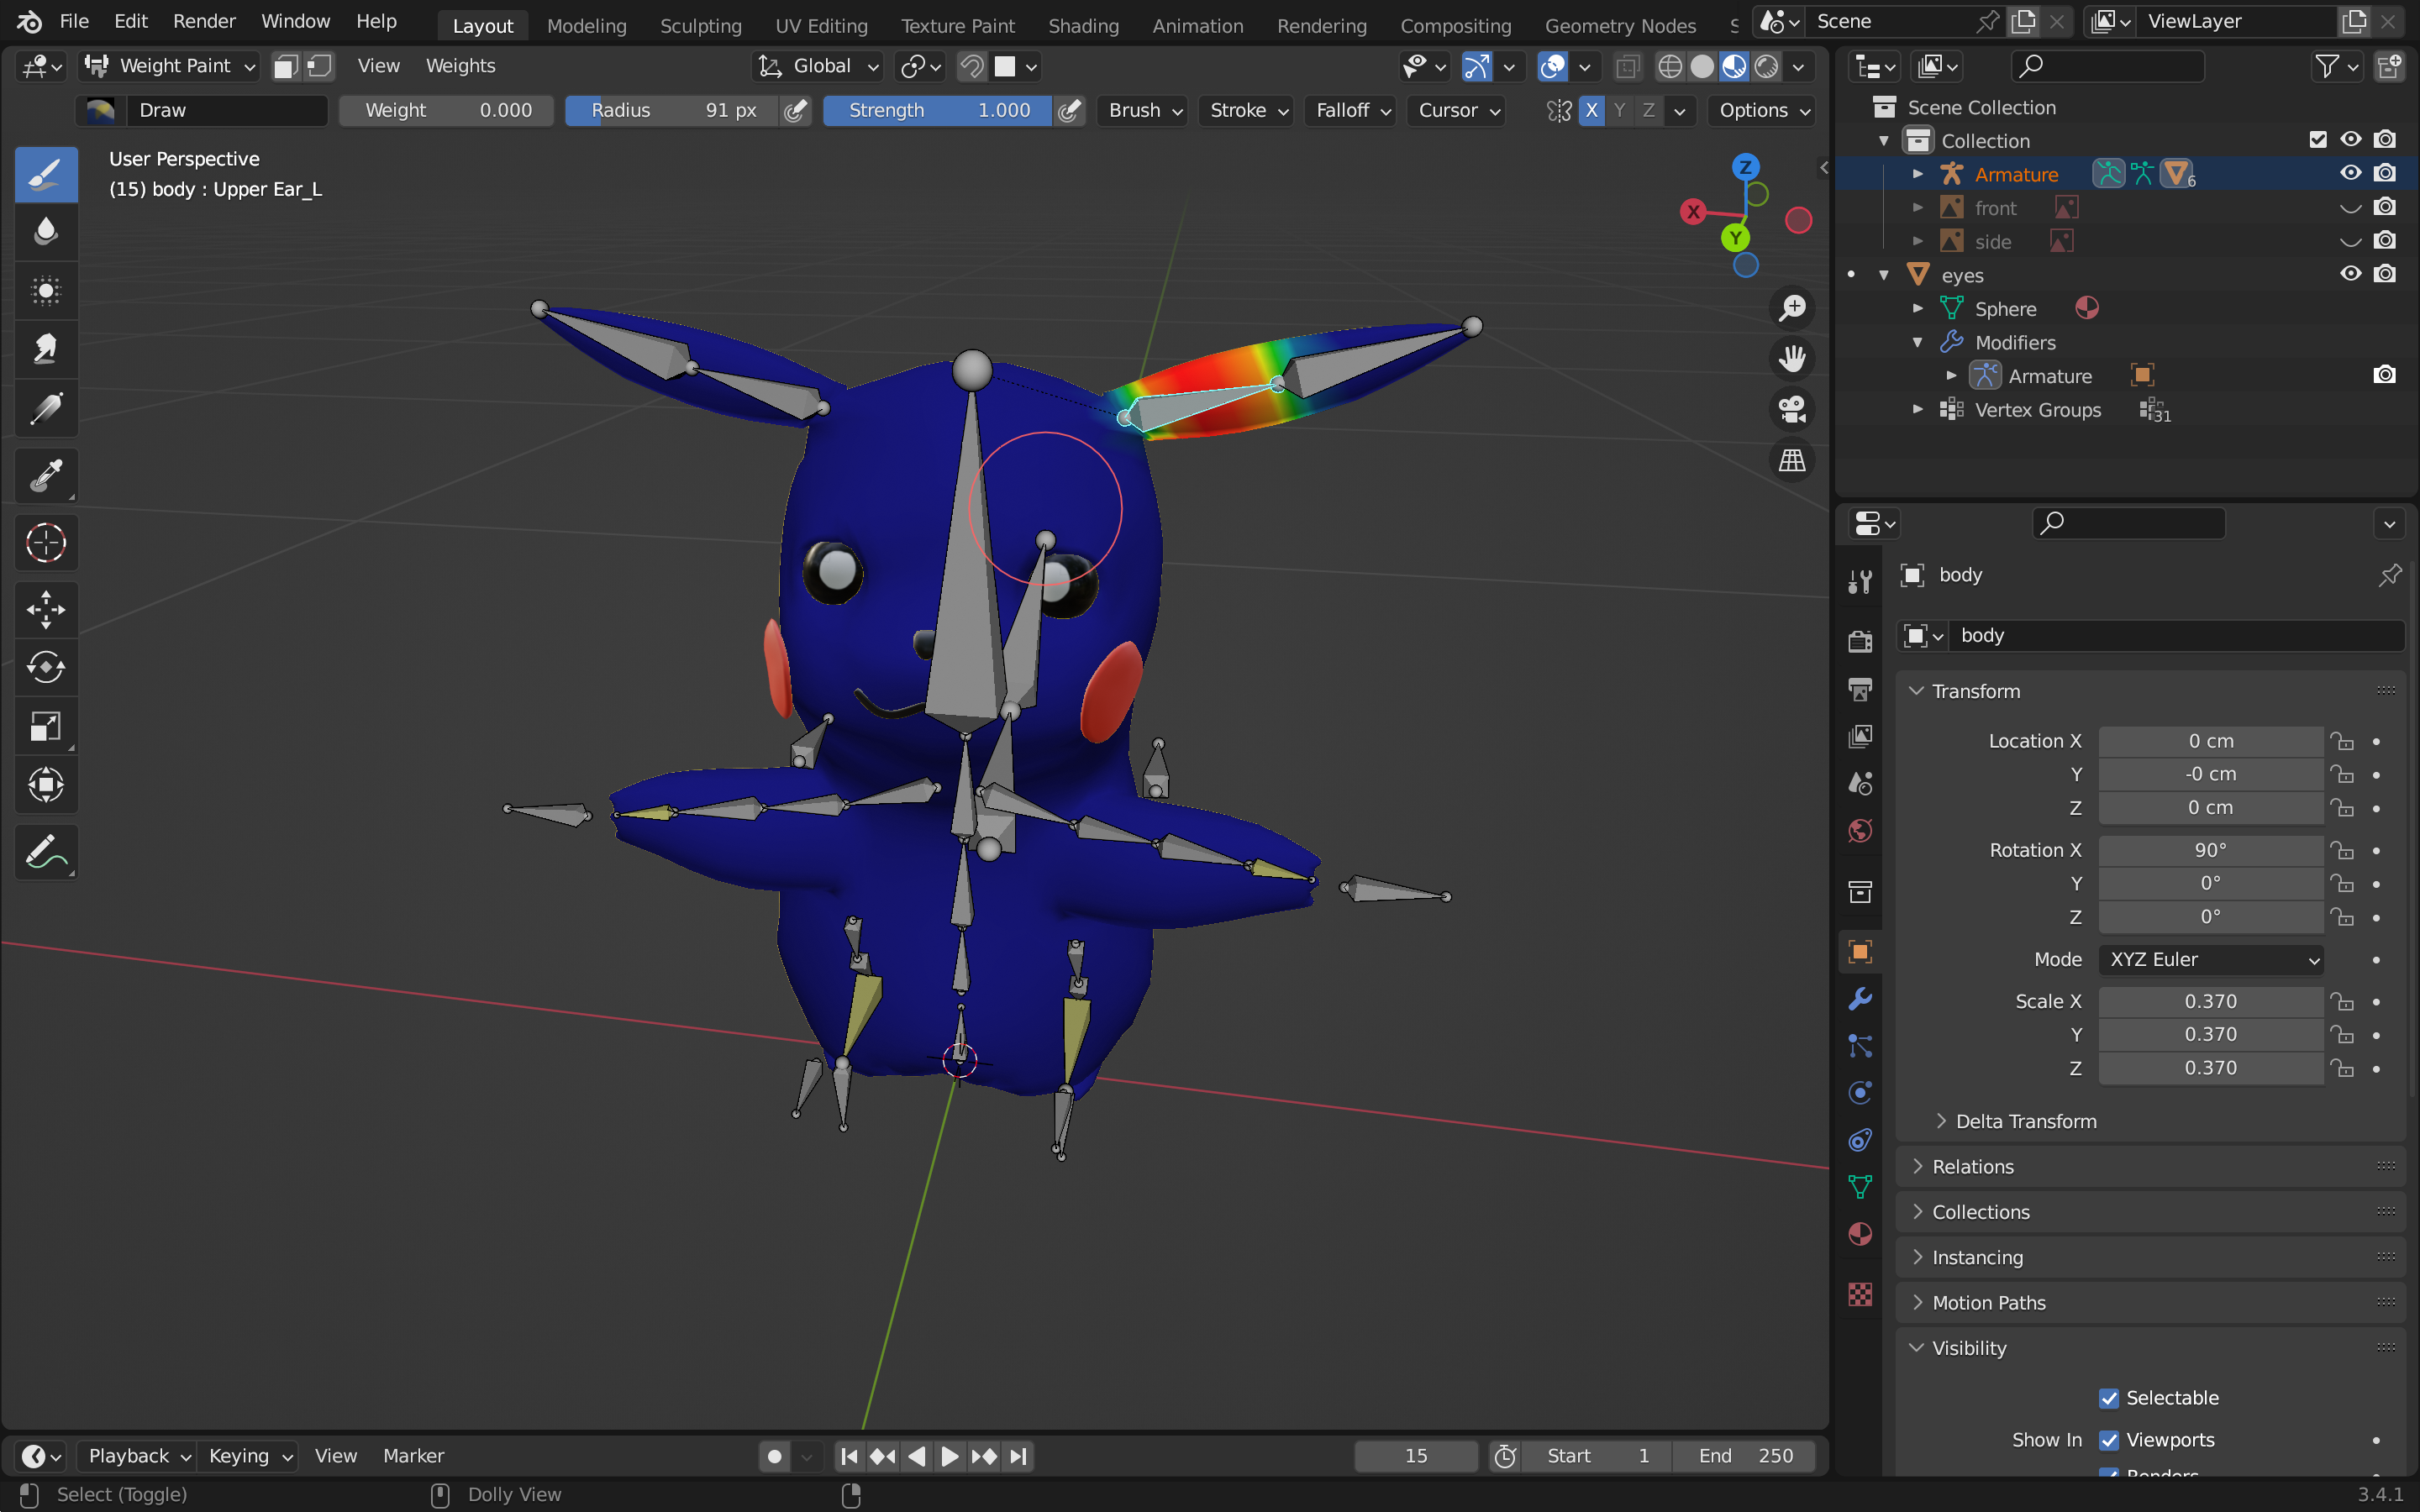 File Edit Render Window Help
Layout Modeling Sculpting UV Editing Texture Paint Shading Animation Rendering Compositing Geometry Nodes
Scene
ViewLayer
Weight Paint View Weights
Global
Draw
Weight 0.000
Radius 91 px
Strength 1.000
Brush Stroke Falloff Cursor
X Y Z
Options
User Perspective
(15) body : Upper Ear_L
Z
X
Y
Scene Collection
Collection
Armature 6
front
side
eyes
Sphere
Modifiers
Armature
Vertex Groups 31
body
body
Transform
Location X 0 cm
Y -0 cm
Z 0 cm
Rotation X 90°
Y 0°
Z 0°
Mode XYZ Euler
Scale X 0.370
Y 0.370
Z 0.370
Delta Transform
Relations
Collections
Instancing
Motion Paths
Visibility
Selectable
Show In Viewports
Renders
Playback Keying View Marker
15
Start 1
End 250
Select (Toggle)
Dolly View
3.4.1